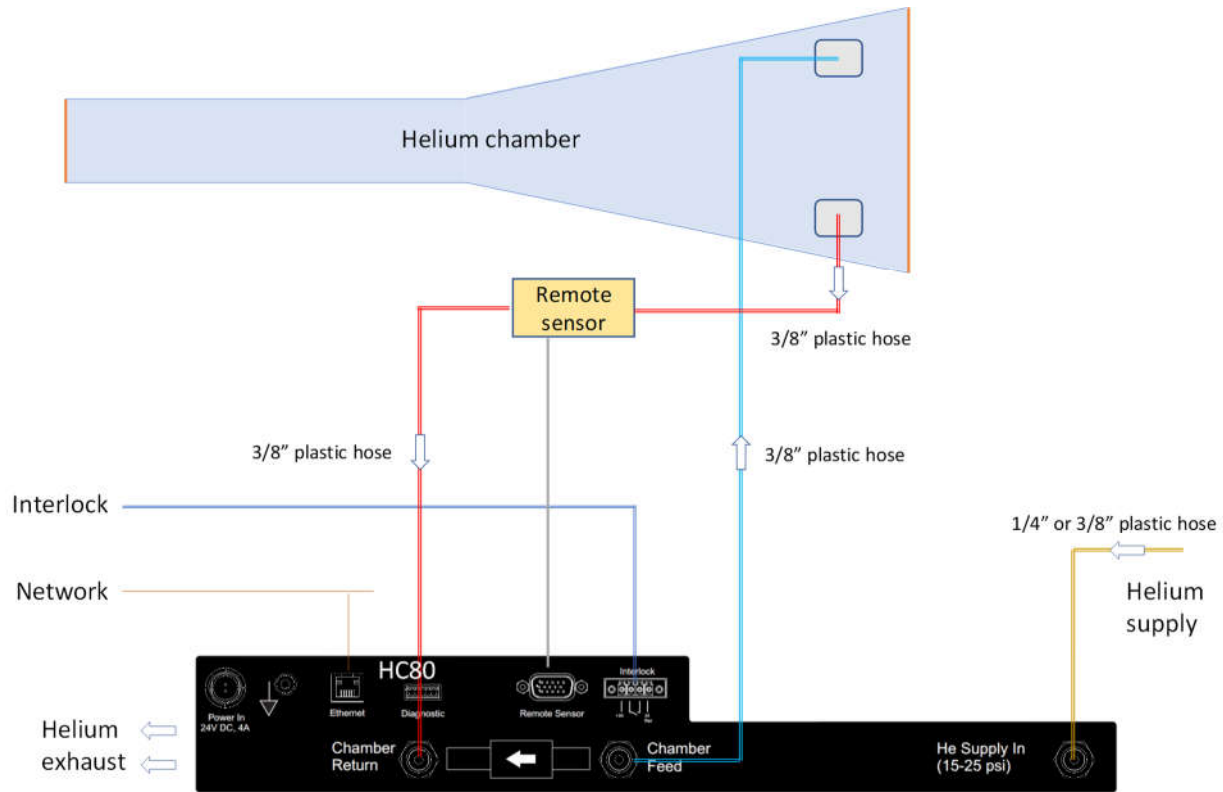 Helium chamber
Remote
sensor
3/8” plastic hose
3/8” plastic hose
3/8” plastic hose
Interlock
1/4” or 3/8” plastic hose
Network
Helium
supply
HC80
Interlock
Power In
24V DC, 4A
Ethernet
Diagnostic
Remote Sensor
Helium
exhaust
Chamber
Return
Chamber
Feed
He Supply In
(15-25 psi)